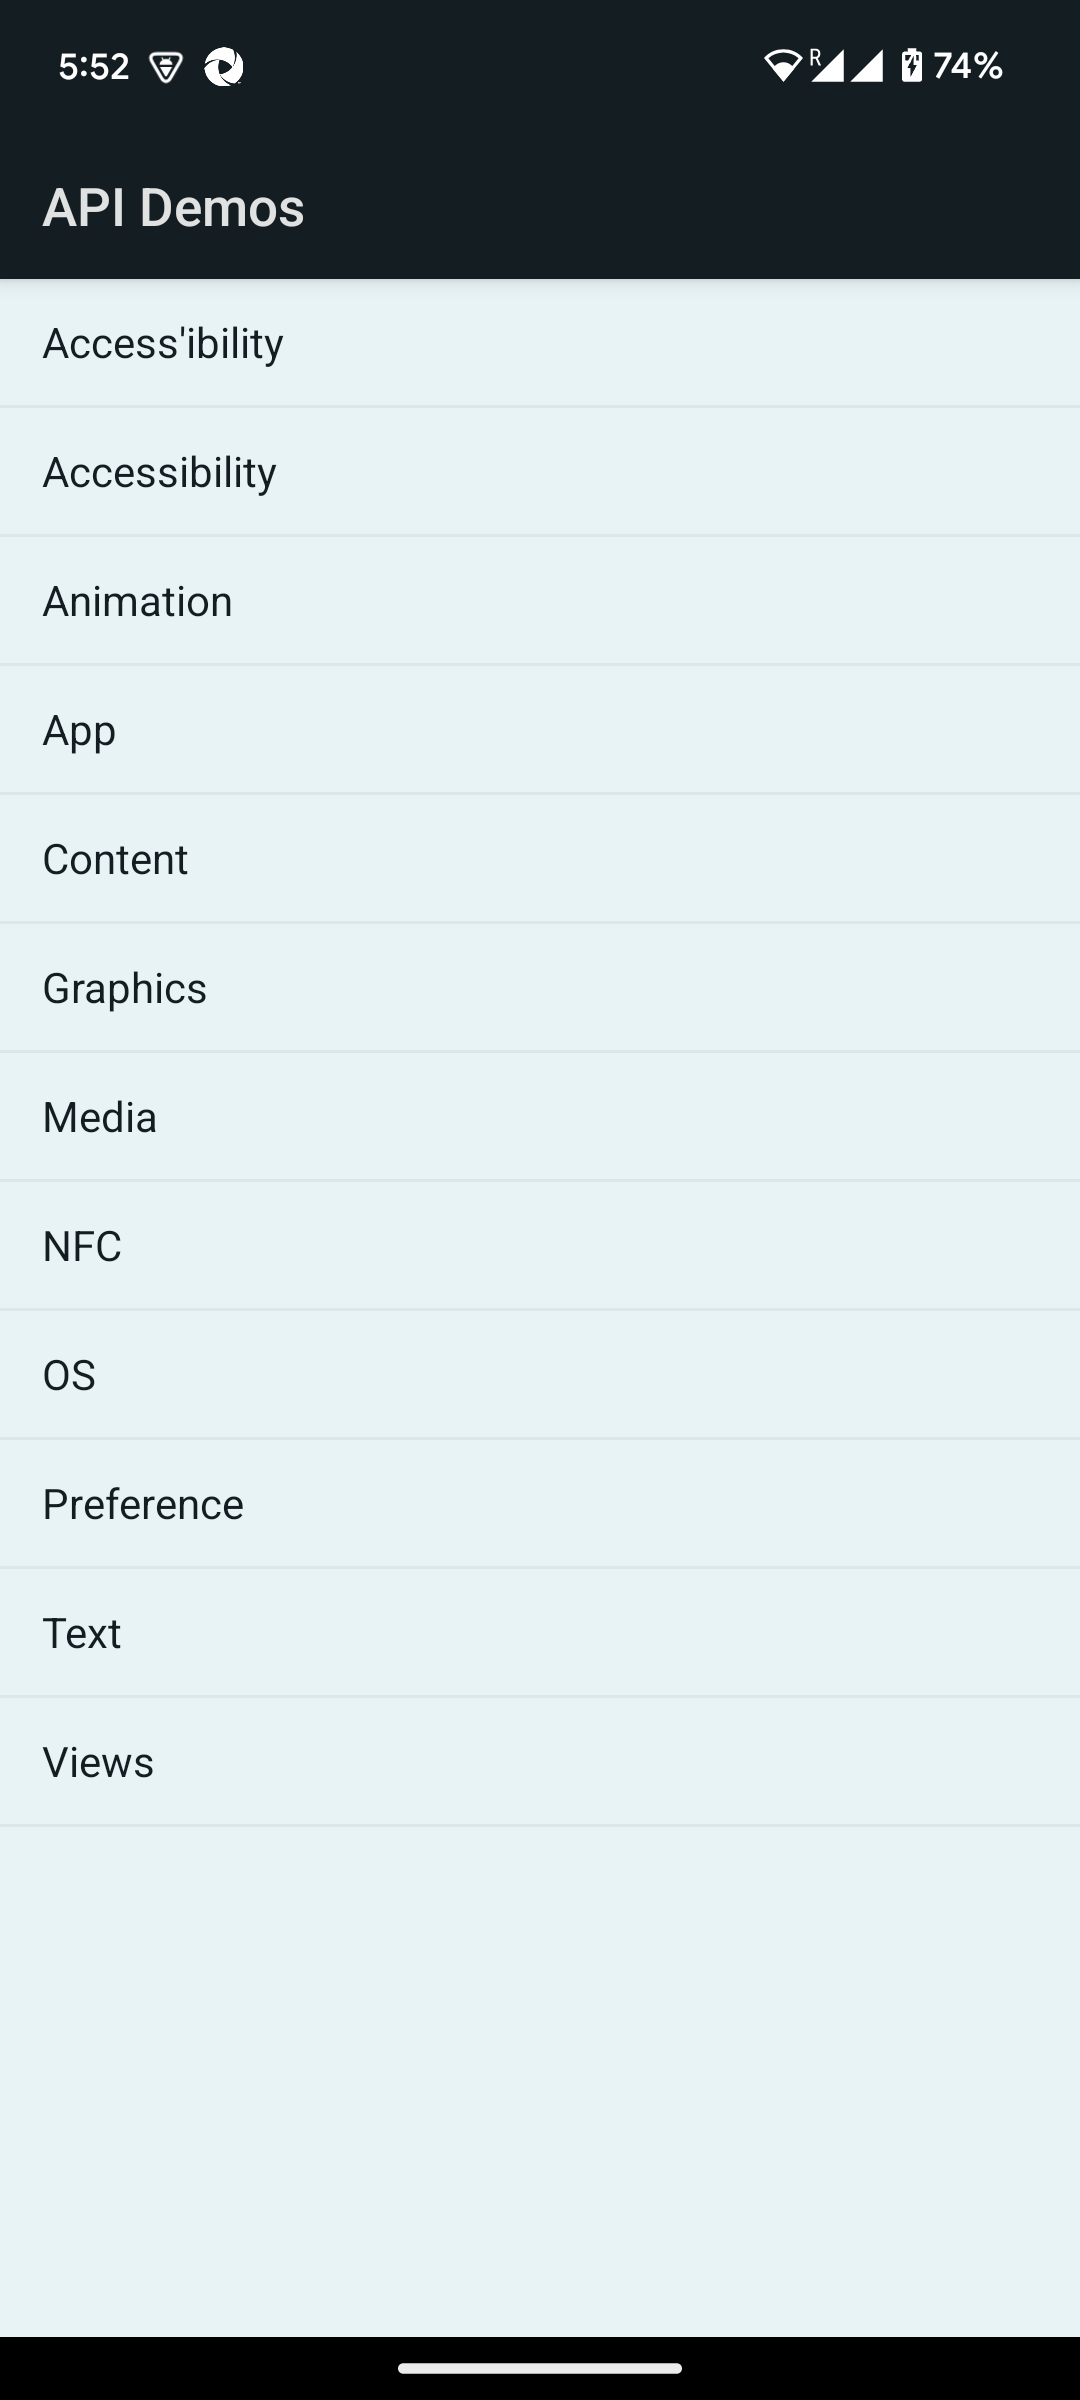 5:52
R
74%
API Demos
Access'ibility
Accessibility
Animation
App
Content
Graphics
Media
NFC
OS
Preference
Text
Views